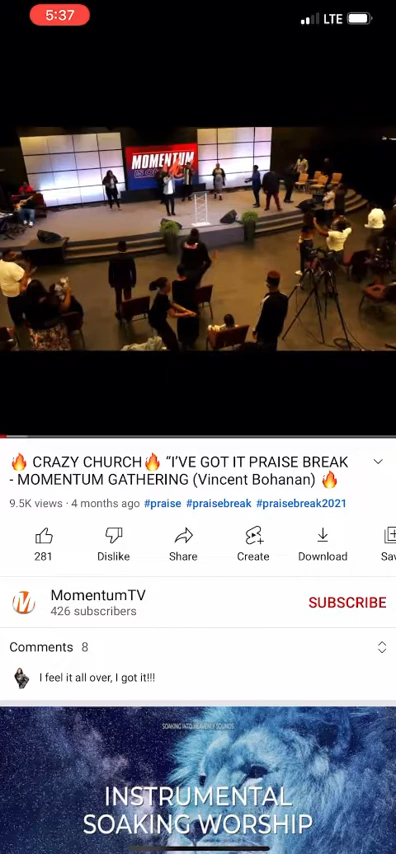 5:37
LTE
MOMENTUM
🔥 CRAZY CHURCH🔥 “I’VE GOT IT PRAISE BREAK
- MOMENTUM GATHERING (Vincent Bohanan) 🔥
9.5K views · 4 months ago #praise #praisebreak #praisebreak2021
281 Dislike Share Create Download Sav
MomentumTV
426 subscribers
SUBSCRIBE
Comments 8
I feel it all over, I got it!!!
SOAKING INTO HEAVENLY SOUNDS
INSTRUMENTAL
SOAKING WORSHIP